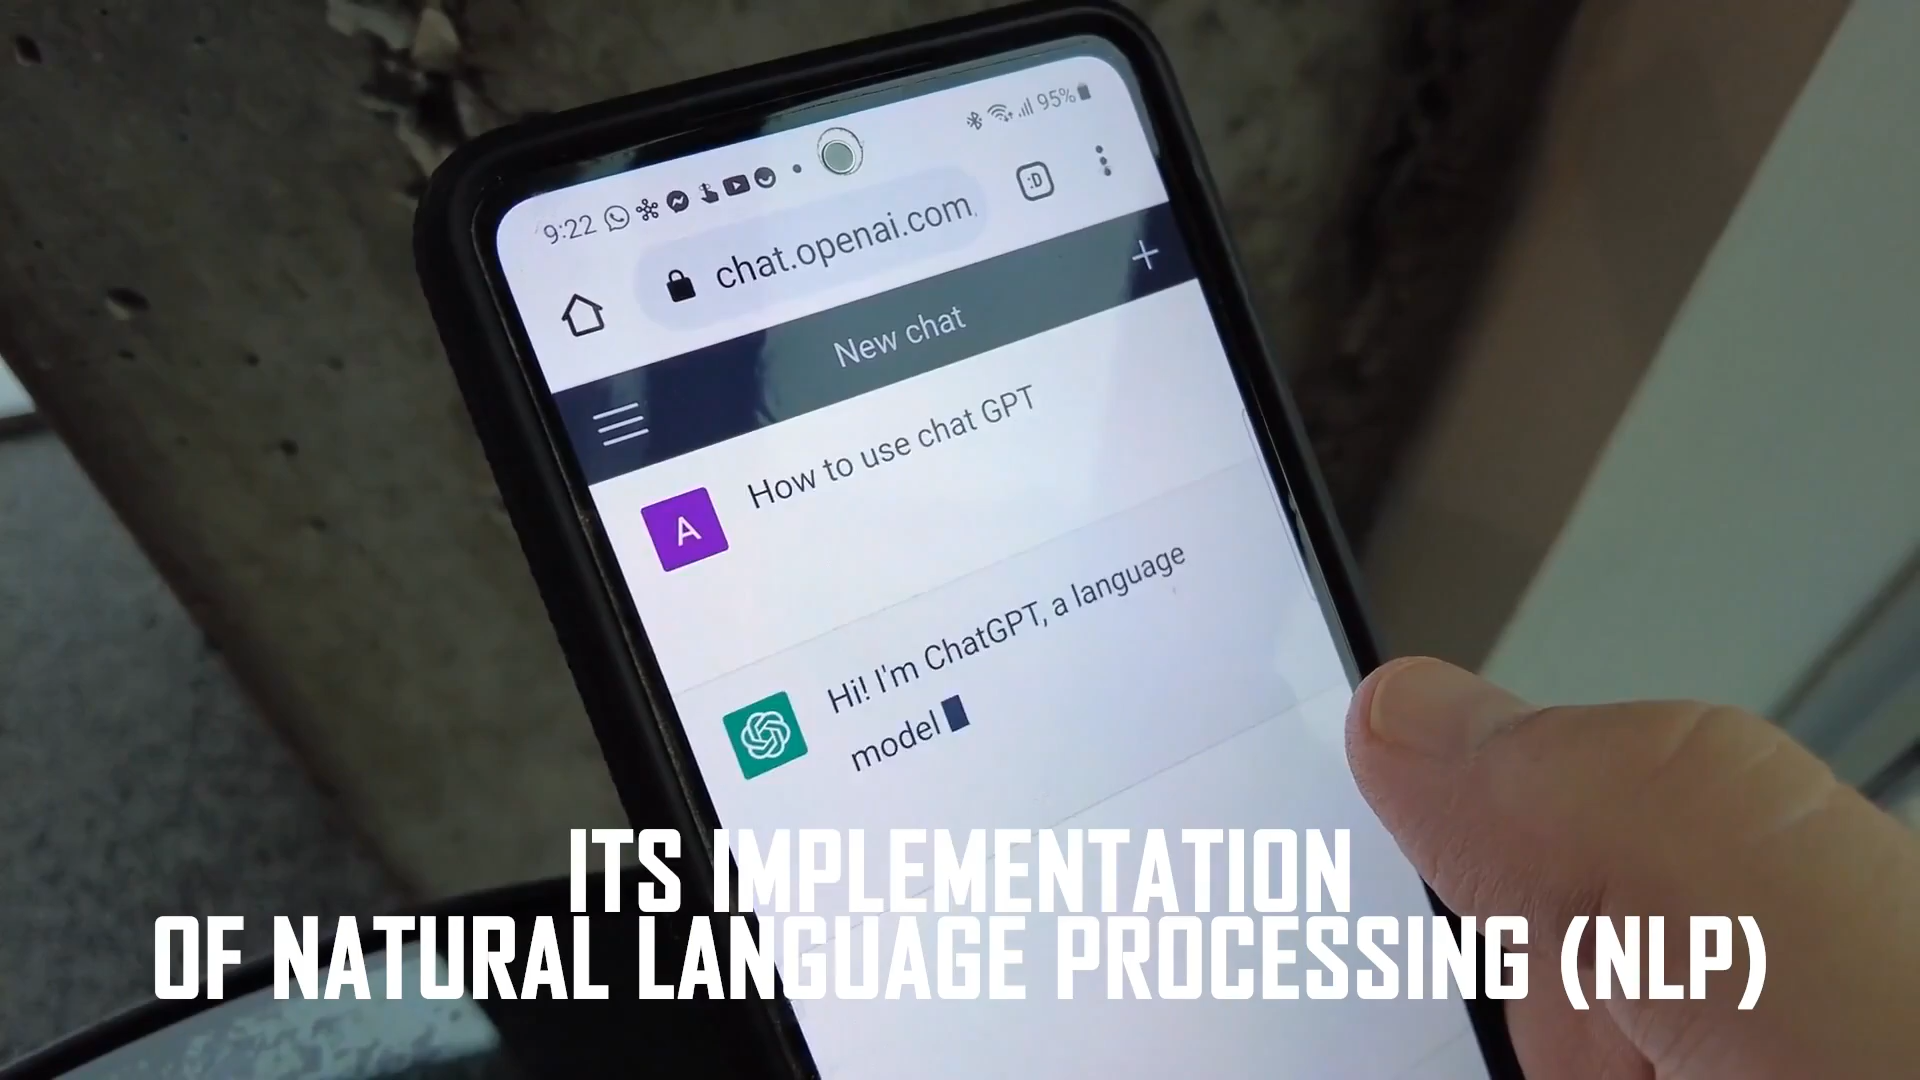 9:22
95%
:D
chat.openai.com
New chat
+
A
How to use chat GPT
Hi! I'm ChatGPT, a language
model
ITS IMPLEMENTATION
OF NATURAL LANGUAGE PROCESSING (NLP)